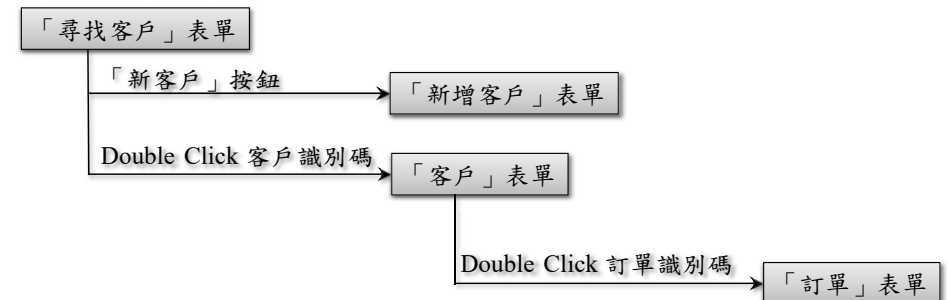 「尋找客戶」表單
「新客戶」按鈕
「新增客戶」表單
Double Click 客戶識別碼
「客戶」表單
Double Click 訂單識別碼
「訂單」表單